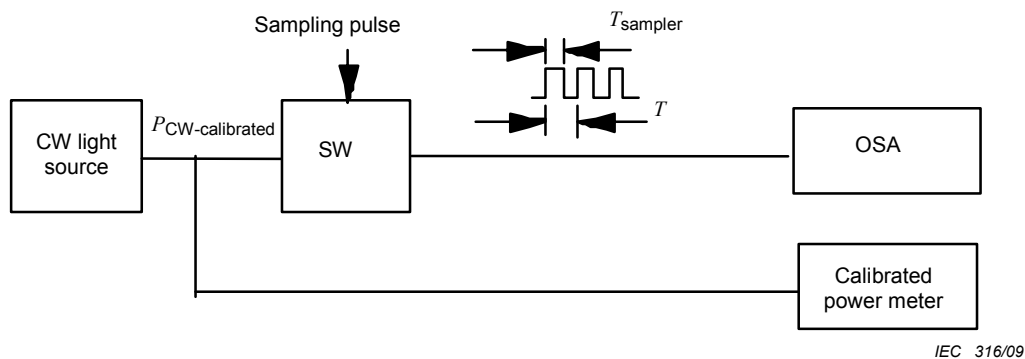 Sampling pulse
Tsampler
T
PCW-calibrated
CW light
source
SW
OSA
Calibrated
power meter
IEC 316/09